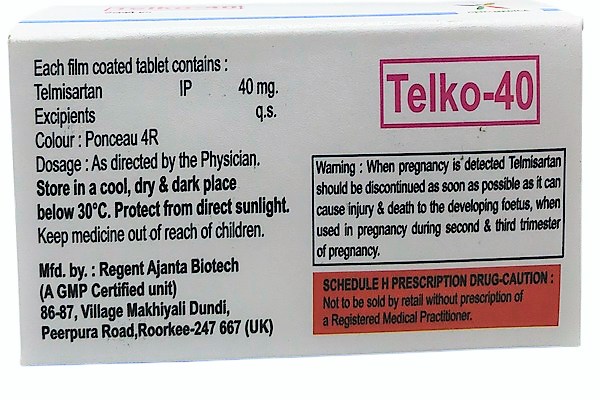 Telko-40
Each film coated tablet contains :
Telmisartan IP 40 mg.
Excipients q.s.
Colour : Ponceau 4R
Dosage : As directed by the Physician.
Store in a cool, dry & dark place
below 30°C. Protect from direct sunlight.
Keep medicine out of reach of children.
Mfd. by. : Regent Ajanta Biotech
(A GMP Certified unit)
86-87, Village Makhiyali Dundi,
Peerpura Road,Roorkee-247 667 (UK)
Telko-40
Warning : When pregnancy is detected Telmisartan
should be discontinued as soon as possible as it can
cause injury & death to the developing foetus, when
used in pregnancy during second & third trimester
of pregnancy.
SCHEDULE H PRESCRIPTION DRUG-CAUTION :
Not to be sold by retail without prescription of
a Registered Medical Practitioner.